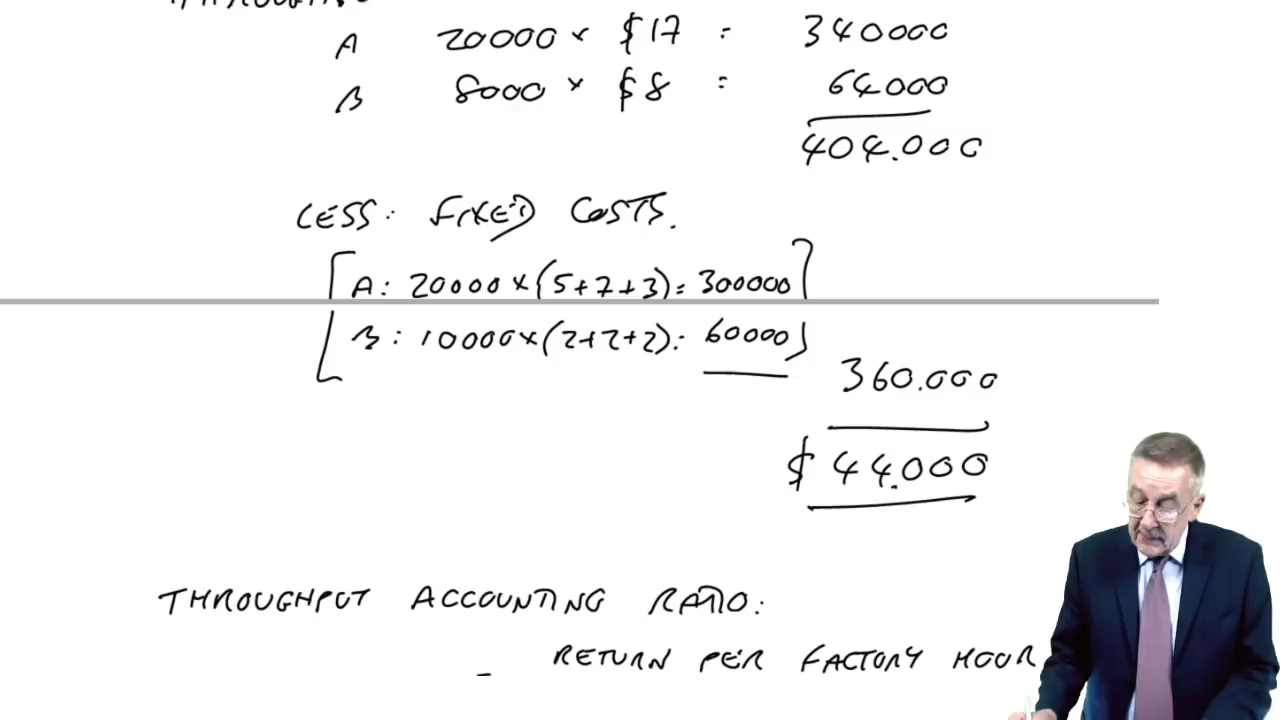 A 20000 × $17 : 340000
B 8000 × $8 : 64000
404.000
LESS: FIXED COSTS.
[A: 20000 × (5+7+3): 300000]
[B: 10000 × (2+2+2): 60000]
360.000
$ 44.000
THROUGHPUT ACCOUNTING RATIO:
= RETURN PER FACTORY HOUR